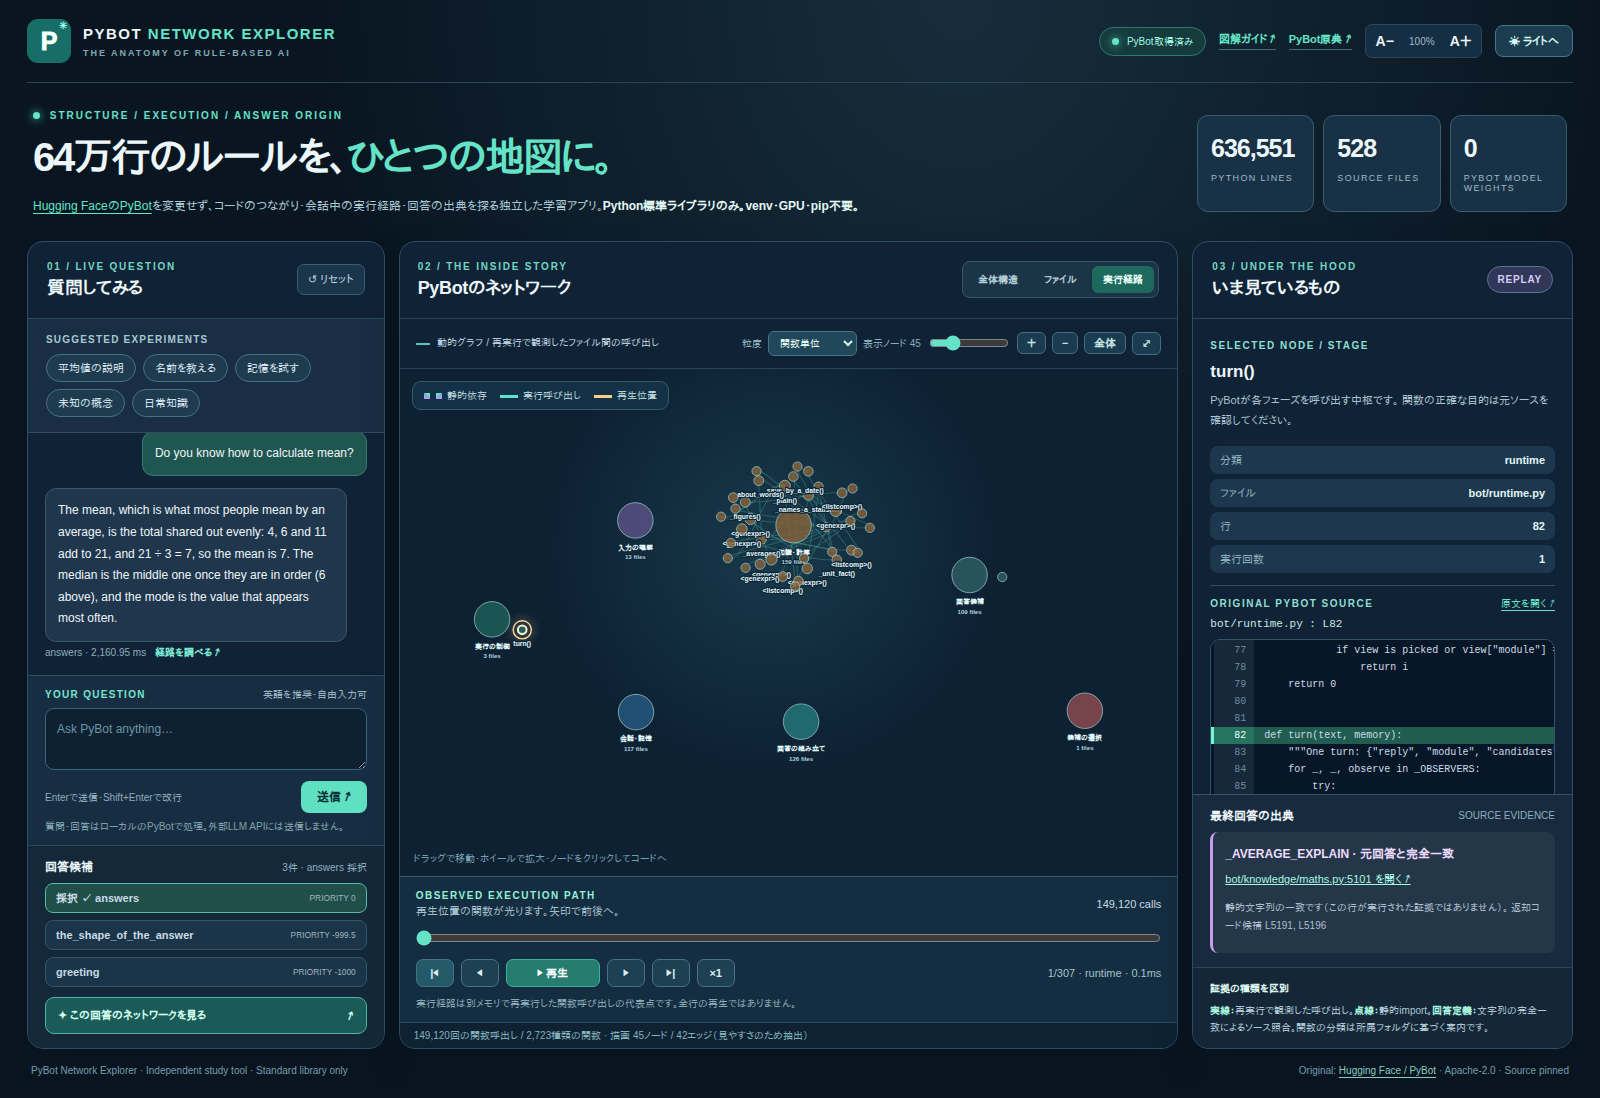 P
PYBOT NETWORK EXPLORER
THE ANATOMY OF RULE-BASED AI
PyBot取得済み
図解ガイド↗
PyBot原典↗
A−
100%
A＋
☀ ライトへ
STRUCTURE / EXECUTION / ANSWER ORIGIN
64万行のルールを、ひとつの地図に。
Hugging FaceのPyBotを変更せず、コードのつながり・会話中の実行経路・回答の出典を探る独立した学習アプリ。Python標準ライブラリのみ。venv・GPU・pip不要。
636,551
PYTHON LINES
528
SOURCE FILES
0
PYBOT MODEL
WEIGHTS
01 / LIVE QUESTION
質問してみる
↺ リセット
SUGGESTED EXPERIMENTS
平均値の説明
名前を教える
記憶を試す
未知の概念
日常知識
Do you know how to calculate mean?
The mean, which is what most people mean by an
average, is the total shared out evenly: 4, 6 and 11
add to 21, and 21 ÷ 3 = 7, so the mean is 7. The
median is the middle one once they are in order (6
above), and the mode is the value that appears
most often.
answers · 2,160.95 ms
経路を調べる↗
YOUR QUESTION
英語を推奨・自由入力可
Ask PyBot anything…
Enterで送信・Shift+Enterで改行
送信 ↗
質問・回答はローカルのPyBotで処理。外部LLM APIには送信しません。
回答候補
3件 · answers 採択
採択 ✓ answers
PRIORITY 0
the_shape_of_the_answer
PRIORITY -999.5
greeting
PRIORITY -1000
✦ この回答のネットワークを見る
↗
02 / THE INSIDE STORY
PyBotのネットワーク
全体構造
ファイル
実行経路
動的グラフ / 再実行で観測したファイル間の呼び出し
粒度
関数単位
表示ノード 45
＋
−
全体
⤢
静的依存
実行呼び出し
再生位置
about_words()
_plain()
_figures()
<listcomp>()
<genexpr>()
<genexpr>()
_averages()
159 files
<listcomp>()
_unit_fact()
<genexpr>()
<listcomp>()
入力の理解
13 files
回答候補
109 files
実行の制御
3 files
turn()
会話・記憶
117 files
回答の組み立て
126 files
候補の選択
1 files
ドラッグで移動・ホイールで拡大・ノードをクリックしてコードへ
OBSERVED EXECUTION PATH
再生位置の関数が光ります。矢印で前後へ。
149,120 calls
▶ 再生
×1
1/307 · runtime · 0.1ms
実行経路は別メモリで再実行した関数呼び出しの代表点です。全行の再生ではありません。
149,120回の関数呼出し / 2,723種類の関数 · 描画 45ノード / 42エッジ（見やすさのため抽出）
03 / UNDER THE HOOD
いま見ているもの
REPLAY
SELECTED NODE / STAGE
turn()
PyBotが各フェーズを呼び出す中枢です。 関数の正確な目的は元ソースを
確認してください。
分類
runtime
ファイル
bot/runtime.py
行
82
実行回数
1
ORIGINAL PYBOT SOURCE
原文を開く↗
bot/runtime.py : L82
77 if view is picked or view["module"]
78 return i
79 return 0
80
81
82 def turn(text, memory):
83 """One turn: {"reply", "module", "candidates"
84 for _, _, observe in _OBSERVERS:
85 try:
最終回答の出典
SOURCE EVIDENCE
_AVERAGE_EXPLAIN · 元回答と完全一致
bot/knowledge/maths.py:5101 を開く↗
静的文字列の一致です（この行が実行された証拠ではありません）。返却コ
ード候補 L5191, L5196
証拠の種類を区別
実線：再実行で観測した呼び出し。点線：静的import。回答定義：文字列の完全一
致によるソース照合。関数の分類は所属フォルダに基づく案内です。
PyBot Network Explorer · Independent study tool · Standard library only
Original: Hugging Face / PyBot · Apache-2.0 · Source pinned